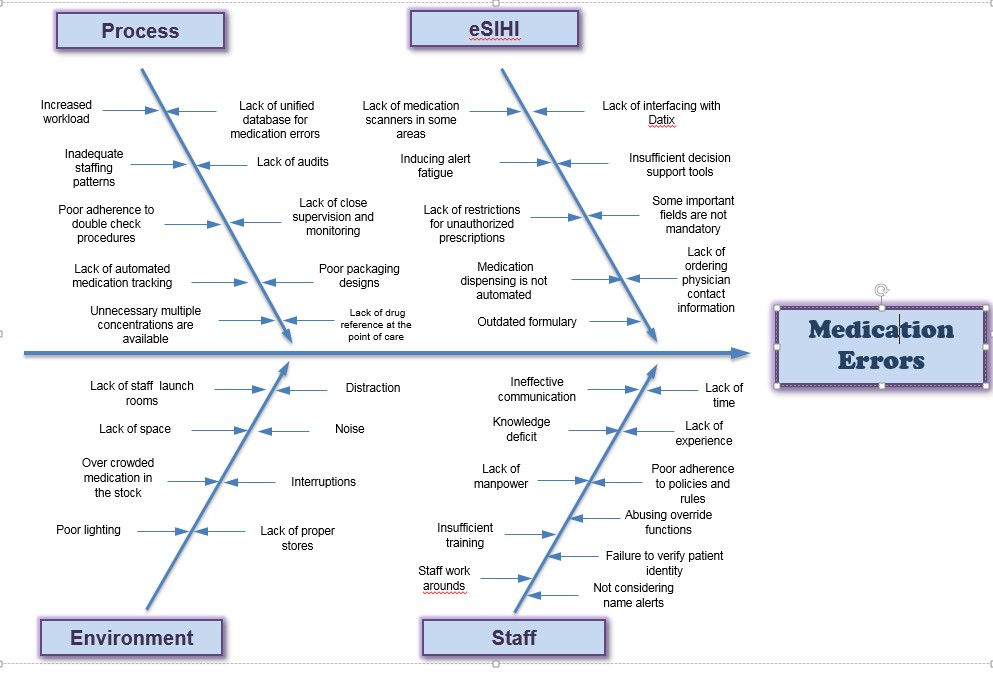 Process
eSIHI
Increased
workload
Lack of unified
database for
medication errors
Inadequate
staffing
patterns
Lack of audits
Poor adherence to
double check
procedures
Lack of close
supervision and
monitoring
Lack of automated
medication tracking
Poor packaging
designs
Unnecessary multiple
concentrations are
available
Lack of drug
reference at the
point of care
Lack of medication
scanners in some
areas
Lack of interfacing with
Datix
Inducing alert
fatigue
Insufficient decision
support tools
Lack of restrictions
for unauthorized
prescriptions
Some important
fields are not
mandatory
Medication
dispensing is not
automated
Lack of
ordering
physician
contact
information
Outdated formulary
Medication
Errors
Lack of staff launch
rooms
Distraction
Lack of space
Noise
Over crowded
medication in
the stock
Interruptions
Poor lighting
Lack of proper
stores
Ineffective
communication
Lack of
time
Knowledge
deficit
Lack of
experience
Lack of
manpower
Poor adherence
to policies and
rules
Abusing override
functions
Insufficient
training
Failure to verify patient
identity
Staff work
arounds
Not considering
name alerts
Environment
Staff